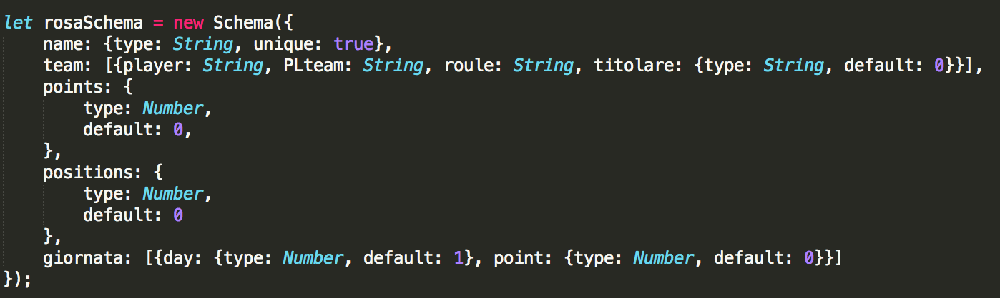 let rosaSchema = new Schema({
name: {type: String, unique: true},
team: [{player: String, PLteam: String, roule: String, titolare: {type: String, default: 0}}],
points: {
type: Number,
default: 0,
},
positions: {
type: Number,
default: 0
},
giornata: [{day: {type: Number, default: 1}, point: {type: Number, default: 0}}]
});